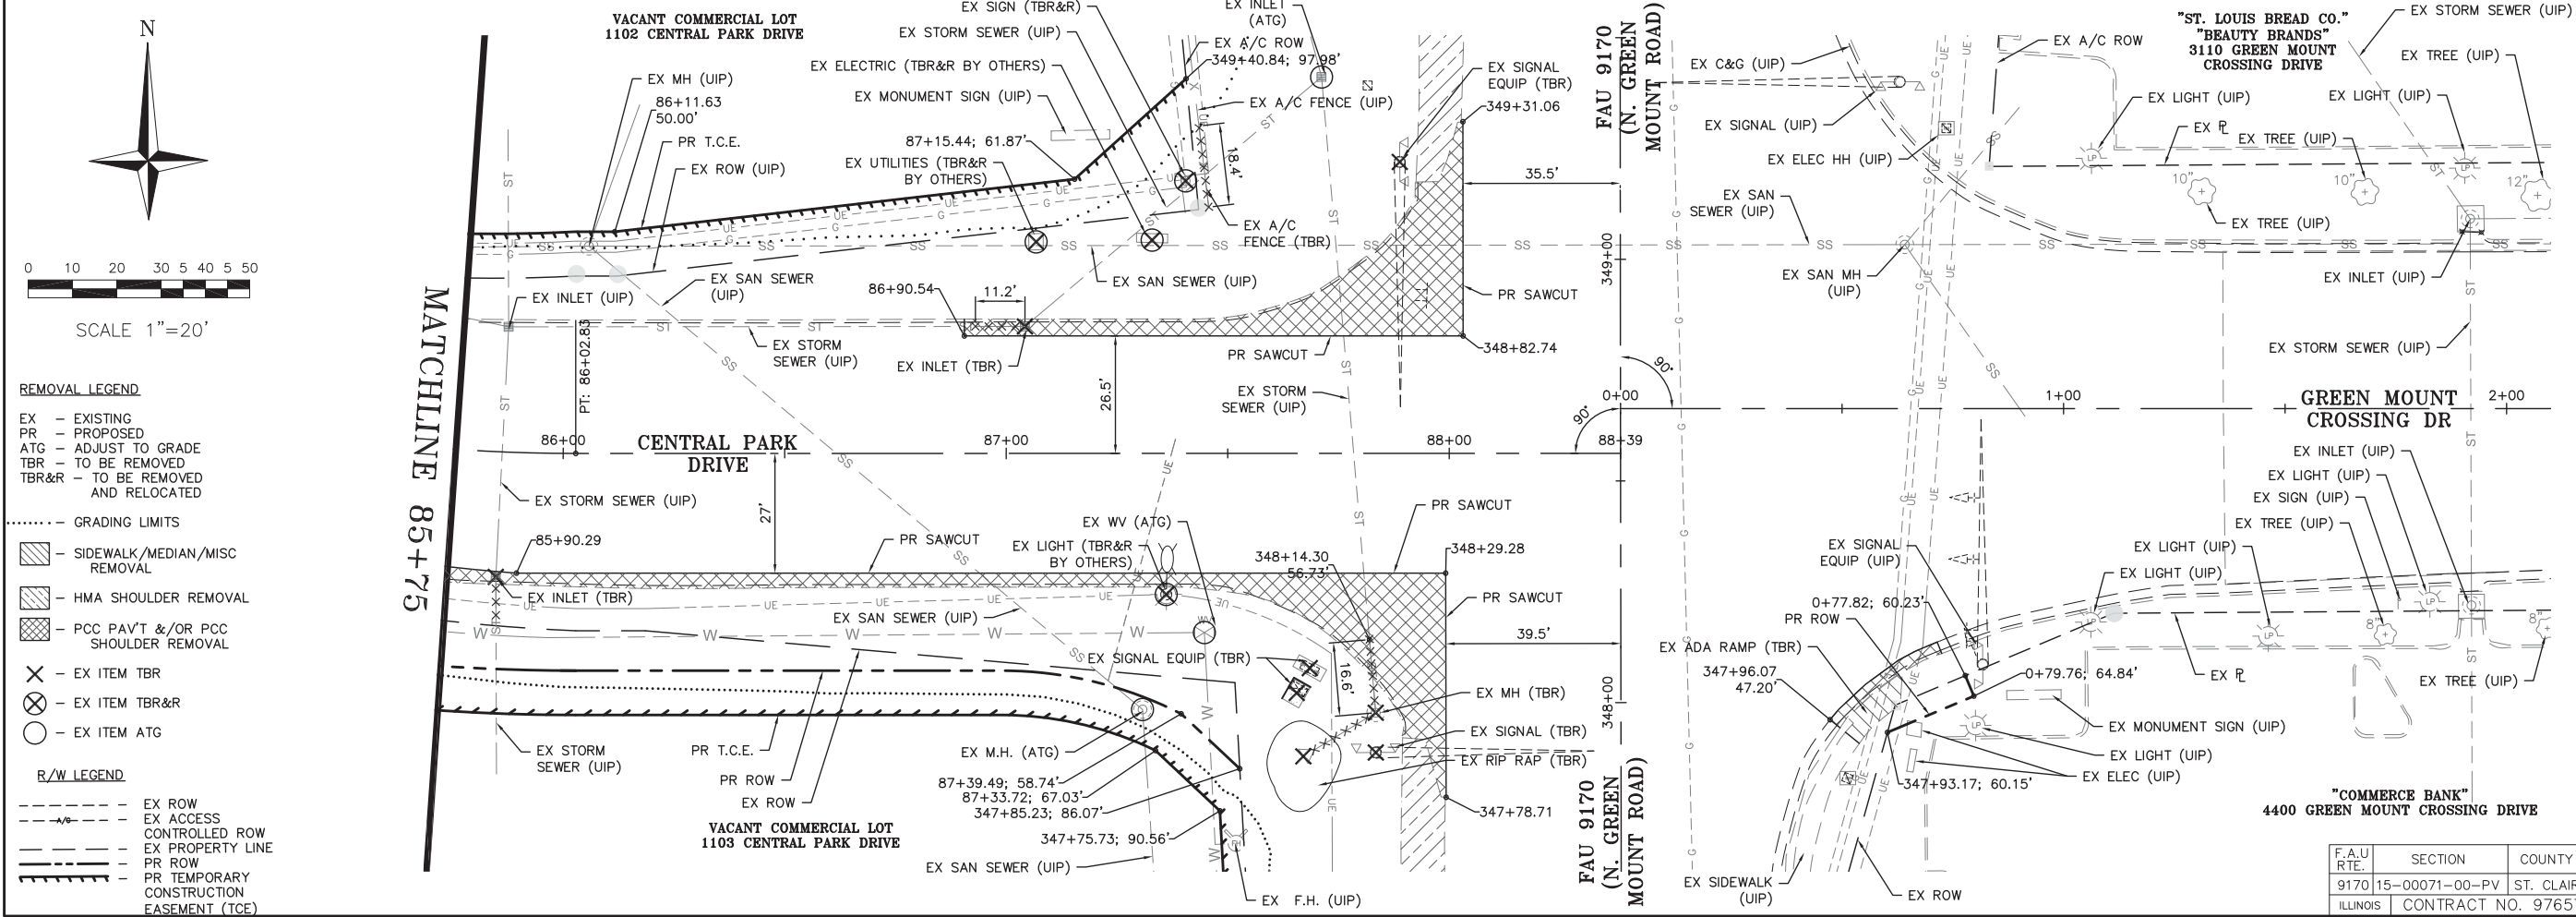 N
0 10 20 30 35 40 5 50
SCALE 1"=20'
REMOVAL LEGEND
EX – EXISTING
PR – PROPOSED
ATG – ADJUST TO GRADE
TBR – TO BE REMOVED
TBR&R – TO BE REMOVED
AND RELOCATED
– GRADING LIMITS
– SIDEWALK/MEDIAN/MISC
REMOVAL
– HMA SHOULDER REMOVAL
– PCC PAV'T &/OR PCC
SHOULDER REMOVAL
– EX ITEM TBR
– EX ITEM TBR&R
– EX ITEM ATG
R/W LEGEND
– EX ROW
A/C – EX ACCESS
CONTROLLED ROW
– EX PROPERTY LINE
– PR ROW
– PR TEMPORARY
CONSTRUCTION
EASEMENT (TCE)
MATCHLINE 85+75
VACANT COMMERCIAL LOT
1102 CENTRAL PARK DRIVE
EX MH (UIP)
86+11.63
50.00'
PR T.C.E.
EX ROW (UIP)
EX SIGN (TBR&R)
EX STORM SEWER (UIP)
EX ELECTRIC (TBR&R BY OTHERS)
EX MONUMENT SIGN (UIP)
87+15.44; 61.87'
EX UTILITIES (TBR&R
BY OTHERS)
EX INLET
(ATG)
EX A/C ROW
349+40.84; 97.98'
EX A/C FENCE (UIP)
18.4'
EX A/C
FENCE (TBR)
EX SIGNAL
EQUIP (TBR)
349+31.06
35.5'
EX SAN SEWER
(UIP)
EX SAN SEWER (UIP)
86+90.54
11.2'
EX INLET (UIP)
PT: 86+02.83
EX STORM
SEWER (UIP)
EX INLET (TBR)
PR SAWCUT
PR SAWCUT
348+82.74
26.5'
EX STORM
SEWER (UIP)
86+00
CENTRAL PARK
DRIVE
87+00
88+00
88+39
0+00
90°
90°
349+00
FAU 9170
(N. GREEN
MOUNT ROAD)
EX STORM SEWER (UIP)
27'
85+90.29
PR SAWCUT
EX INLET (TBR)
EX WV (ATG)
EX LIGHT (TBR&R
BY OTHERS)
348+14.30
56.73'
PR SAWCUT
348+29.28
PR SAWCUT
39.5'
EX SAN SEWER (UIP)
EX SIGNAL EQUIP (TBR)
16.6'
EX MH (TBR)
EX SIGNAL (TBR)
EX RIP RAP (TBR)
348+00
347+78.71
EX STORM
SEWER (UIP)
PR T.C.E.
PR ROW
EX ROW
VACANT COMMERCIAL LOT
1103 CENTRAL PARK DRIVE
EX M.H. (ATG)
87+39.49; 58.74'
87+33.72; 67.03'
347+85.23; 86.07'
347+75.73; 90.56'
EX SAN SEWER (UIP)
EX F.H. (UIP)
FAU 9170
(N. GREEN
MOUNT ROAD)
EX C&G (UIP)
EX SIGNAL (UIP)
EX ELEC HH (UIP)
EX SAN
SEWER (UIP)
EX SAN MH
(UIP)
EX A/C ROW
"ST. LOUIS BREAD CO."
"BEAUTY BRANDS"
3110 GREEN MOUNT
CROSSING DRIVE
EX STORM SEWER (UIP)
EX TREE (UIP)
EX LIGHT (UIP)
EX LIGHT (UIP)
EX PL
EX TREE (UIP)
10"
10"
12"
EX TREE (UIP)
EX INLET (UIP)
EX STORM SEWER (UIP)
1+00
GREEN MOUNT
CROSSING DR
2+00
EX INLET (UIP)
EX LIGHT (UIP)
EX SIGN (UIP)
EX TREE (UIP)
EX LIGHT (UIP)
EX LIGHT (UIP)
EX SIGNAL
EQUIP (UIP)
0+77.82; 60.23'
PR ROW
EX ADA RAMP (TBR)
347+96.07
47.20'
0+79.76; 64.84'
EX PL
8"
8"
EX TREE (UIP)
EX MONUMENT SIGN (UIP)
EX LIGHT (UIP)
EX ELEC (UIP)
347+93.17; 60.15'
"COMMERCE BANK"
4400 GREEN MOUNT CROSSING DRIVE
EX SIDEWALK
(UIP)
EX ROW
F.A.U
RTE. SECTION COUNTY
9170 15-00071-00-PV ST. CLAIR
ILLINOIS CONTRACT NO. 9765